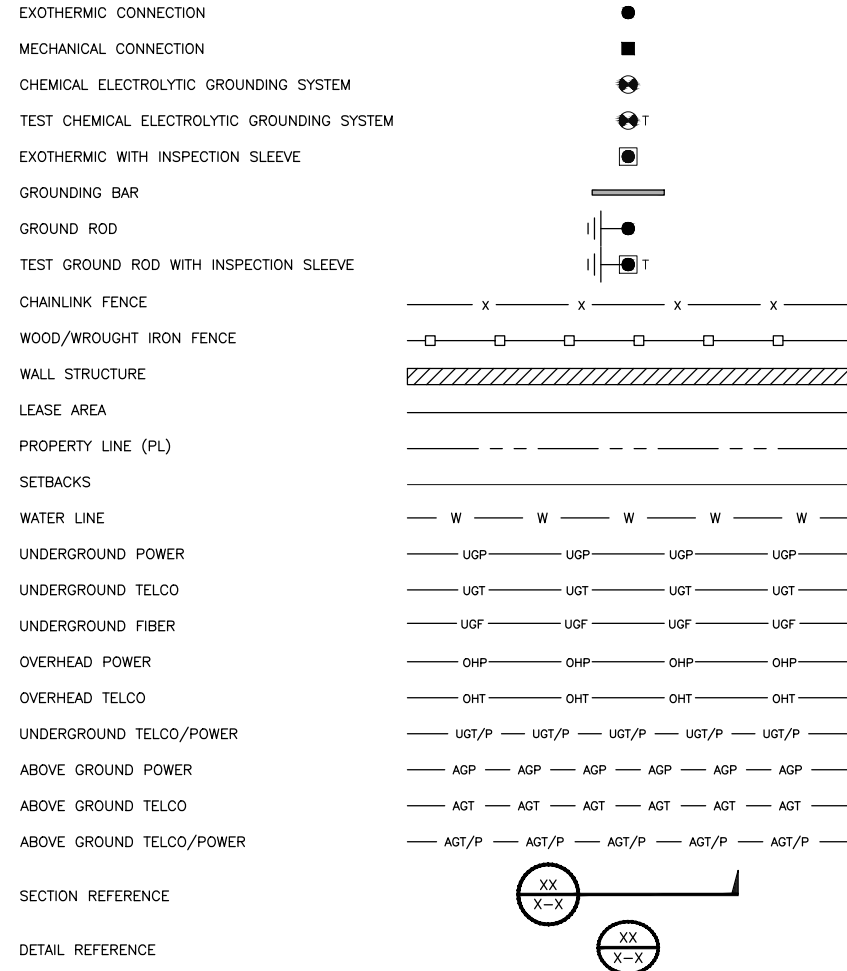 EXOTHERMIC CONNECTION
MECHANICAL CONNECTION
CHEMICAL ELECTROLYTIC GROUNDING SYSTEM
TEST CHEMICAL ELECTROLYTIC GROUNDING SYSTEM T
EXOTHERMIC WITH INSPECTION SLEEVE
GROUNDING BAR
GROUND ROD
TEST GROUND ROD WITH INSPECTION SLEEVE T
CHAINLINK FENCE X X X X
WOOD/WROUGHT IRON FENCE
WALL STRUCTURE
LEASE AREA
PROPERTY LINE (PL)
SETBACKS
WATER LINE W W W W W
UNDERGROUND POWER UGP UGP UGP UGP
UNDERGROUND TELCO UGT UGT UGT UGT
UNDERGROUND FIBER UGF UGF UGF UGF
OVERHEAD POWER OHP OHP OHP OHP
OVERHEAD TELCO OHT OHT OHT OHT
UNDERGROUND TELCO/POWER UGT/P UGT/P UGT/P UGT/P UGT/P
ABOVE GROUND POWER AGP AGP AGP AGP AGP AGP
ABOVE GROUND TELCO AGT AGT AGT AGT AGT AGT
ABOVE GROUND TELCO/POWER AGT/P AGT/P AGT/P AGT/P AGT/P
XX
SECTION REFERENCE X-X
XX
DETAIL REFERENCE X-X